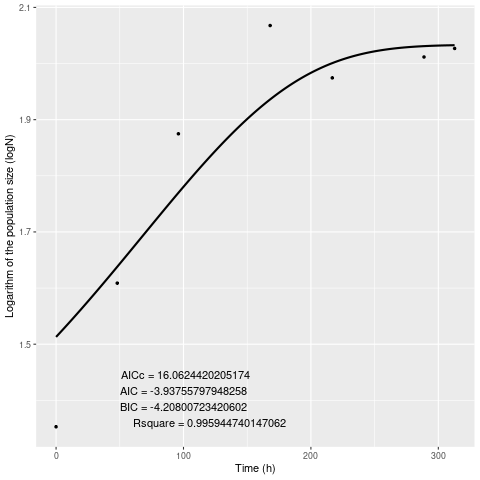 2.1
1.9
1.7
1.5
Logarithm of the population size (logN)
AICc = 16.0624420205174
AIC = -3.93755797948258
BIC = -4.20800723420602
Rsquare = 0.995944740147062
0 100 200 300
Time (h)